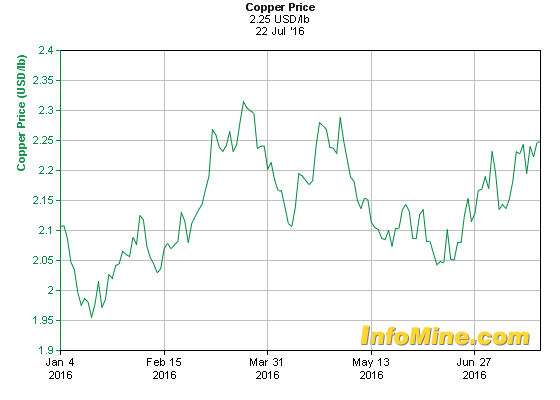 Copper Price
2.25 USD/lb
22 Jul '16
Copper Price (USD/lb)
2.4
2.35
2.3
2.25
2.2
2.15
2.1
2.05
2
1.95
1.9
InfoMine.com
Jan 4 Feb 15 Mar 31 May 13 Jun 27
2016 2016 2016 2016 2016